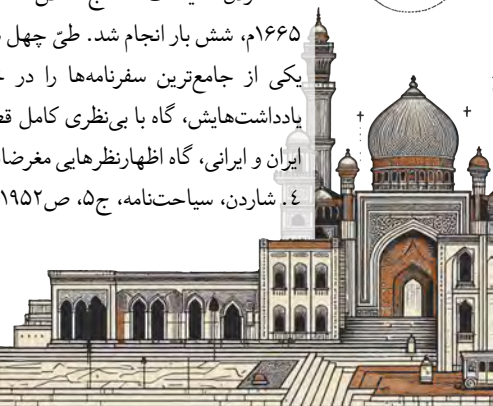 ۱۶۶۵م، شش بار انجام شد. طیّ چهل
یکی از جامع‌ترین سفرنامه‌ها را در
یادداشت‌هایش، گاه با بی‌نظری کامل
ایران و ایرانی، گاه اظهارنظرهایی
٤. شاردن، سیاحت‌نامه، ج۵، ص۱۹۵۲